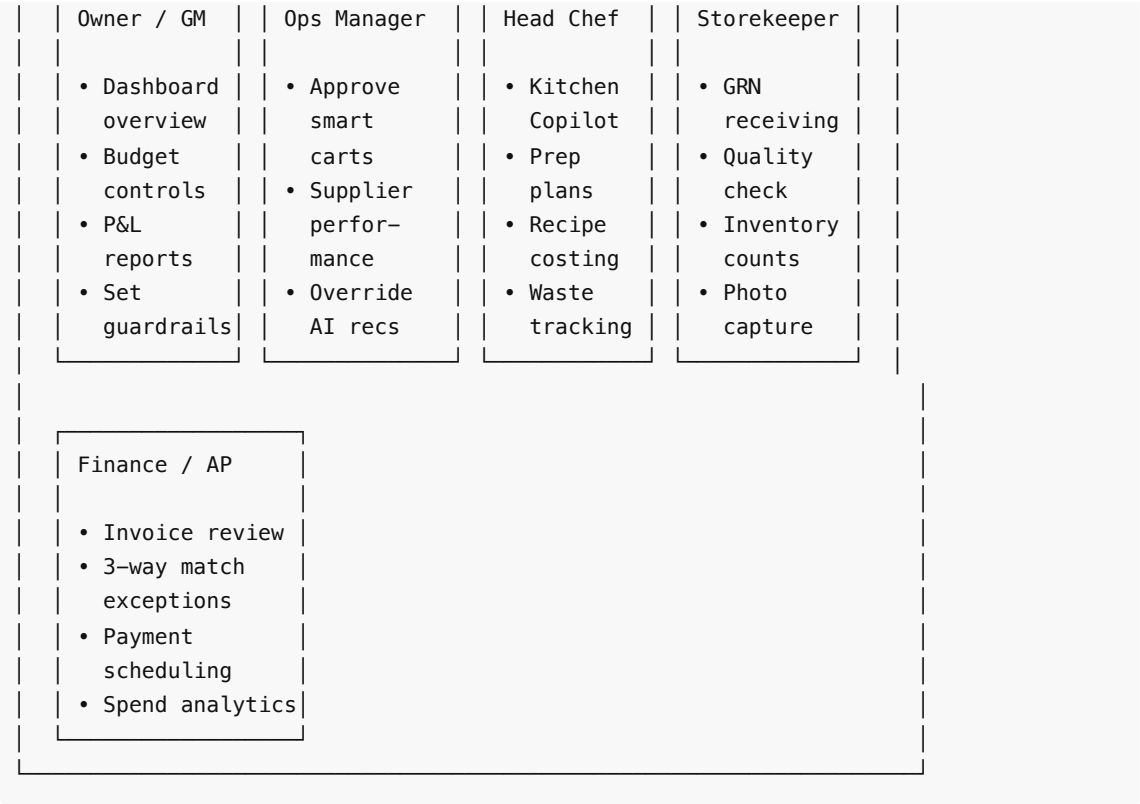 Owner / GM Ops Manager Head Chef Storekeeper
• Dashboard • Approve • Kitchen • GRN
overview smart Copilot receiving
• Budget carts • Prep • Quality
controls • Supplier plans check
• P&L perfor– • Recipe • Inventory
reports mance costing counts
• Set • Override • Waste • Photo
guardrails AI recs tracking capture
Finance / AP
• Invoice review
• 3–way match
exceptions
• Payment
scheduling
• Spend analytics